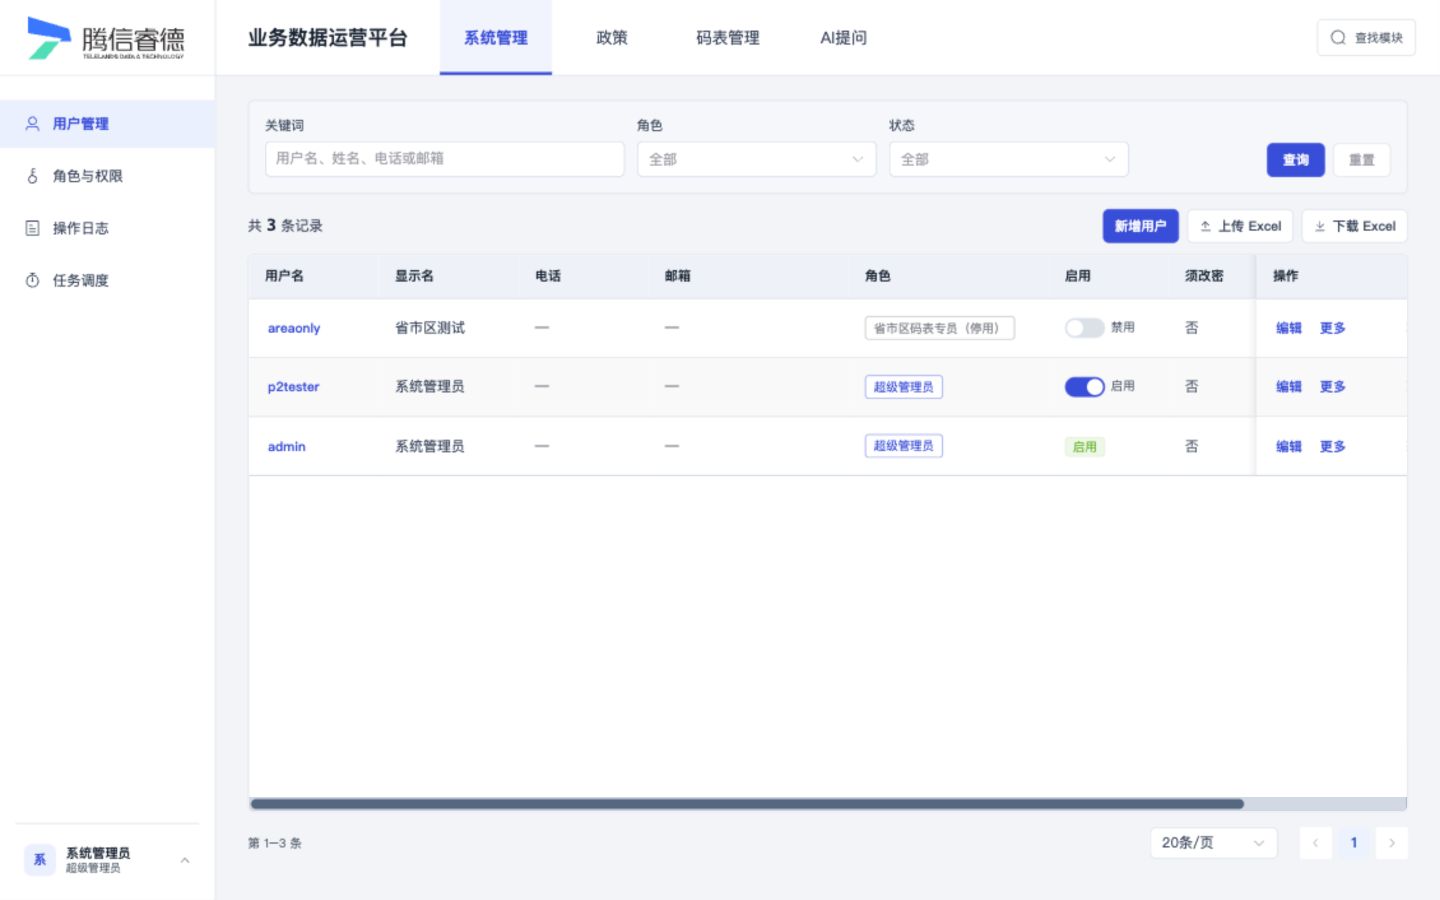 腾信睿德
TELELANDS DATA & TECHNOLOGY
业务数据运营平台
系统管理
政策
码表管理
AI提问
查找模块
用户管理
角色与权限
操作日志
任务调度
关键词
角色
状态
用户名、姓名、电话或邮箱
全部
全部
查询
重置
共 3 条记录
新增用户
上传 Excel
下载 Excel
用户名 显示名 电话 邮箱 角色 启用 须改密 操作
areaonly 省市区测试 — — 省市区码表专员（停用） 禁用 否 编辑 更多
p2tester 系统管理员 — — 超级管理员 启用 否 编辑 更多
admin 系统管理员 — — 超级管理员 启用 否 编辑 更多
第 1—3 条
20条/页
1
系
系统管理员
超级管理员